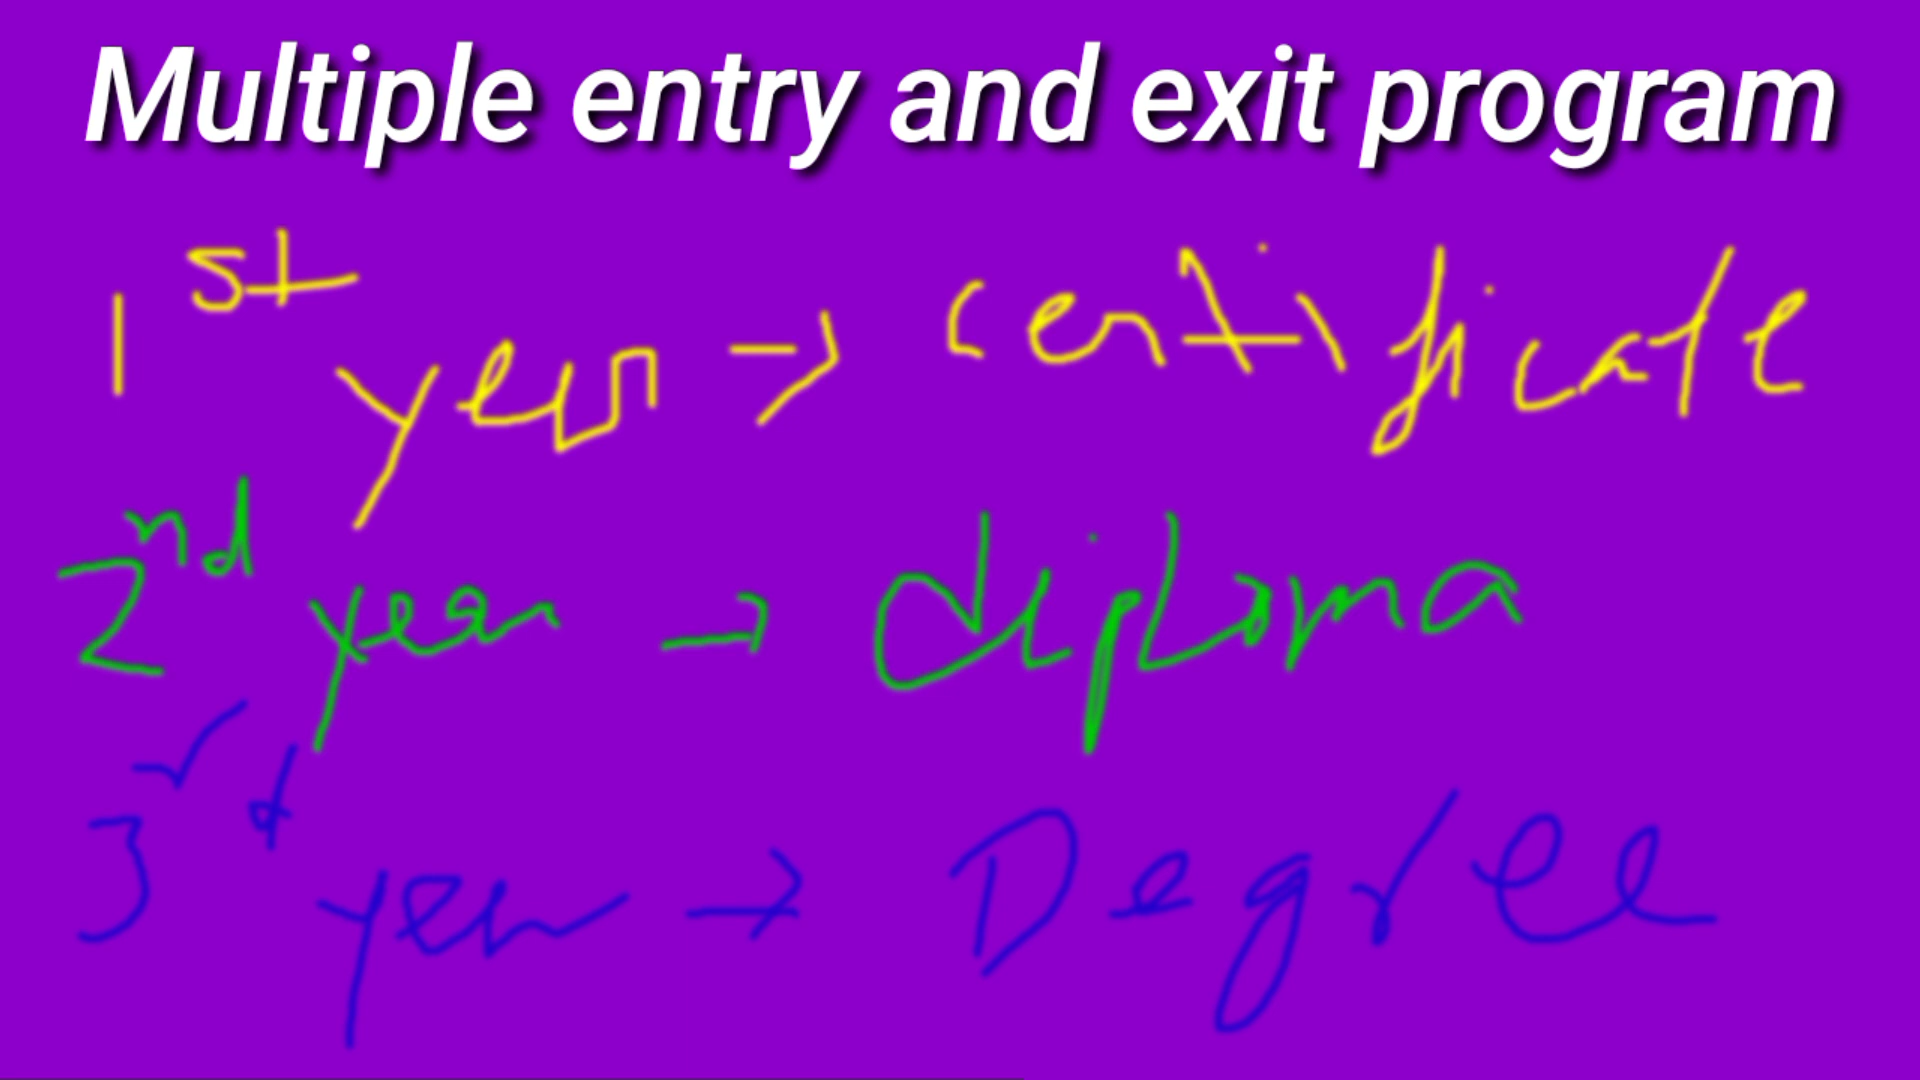 Multiple entry and exit program
1st year → certificate
2nd year → diploma
3rd year → Degree